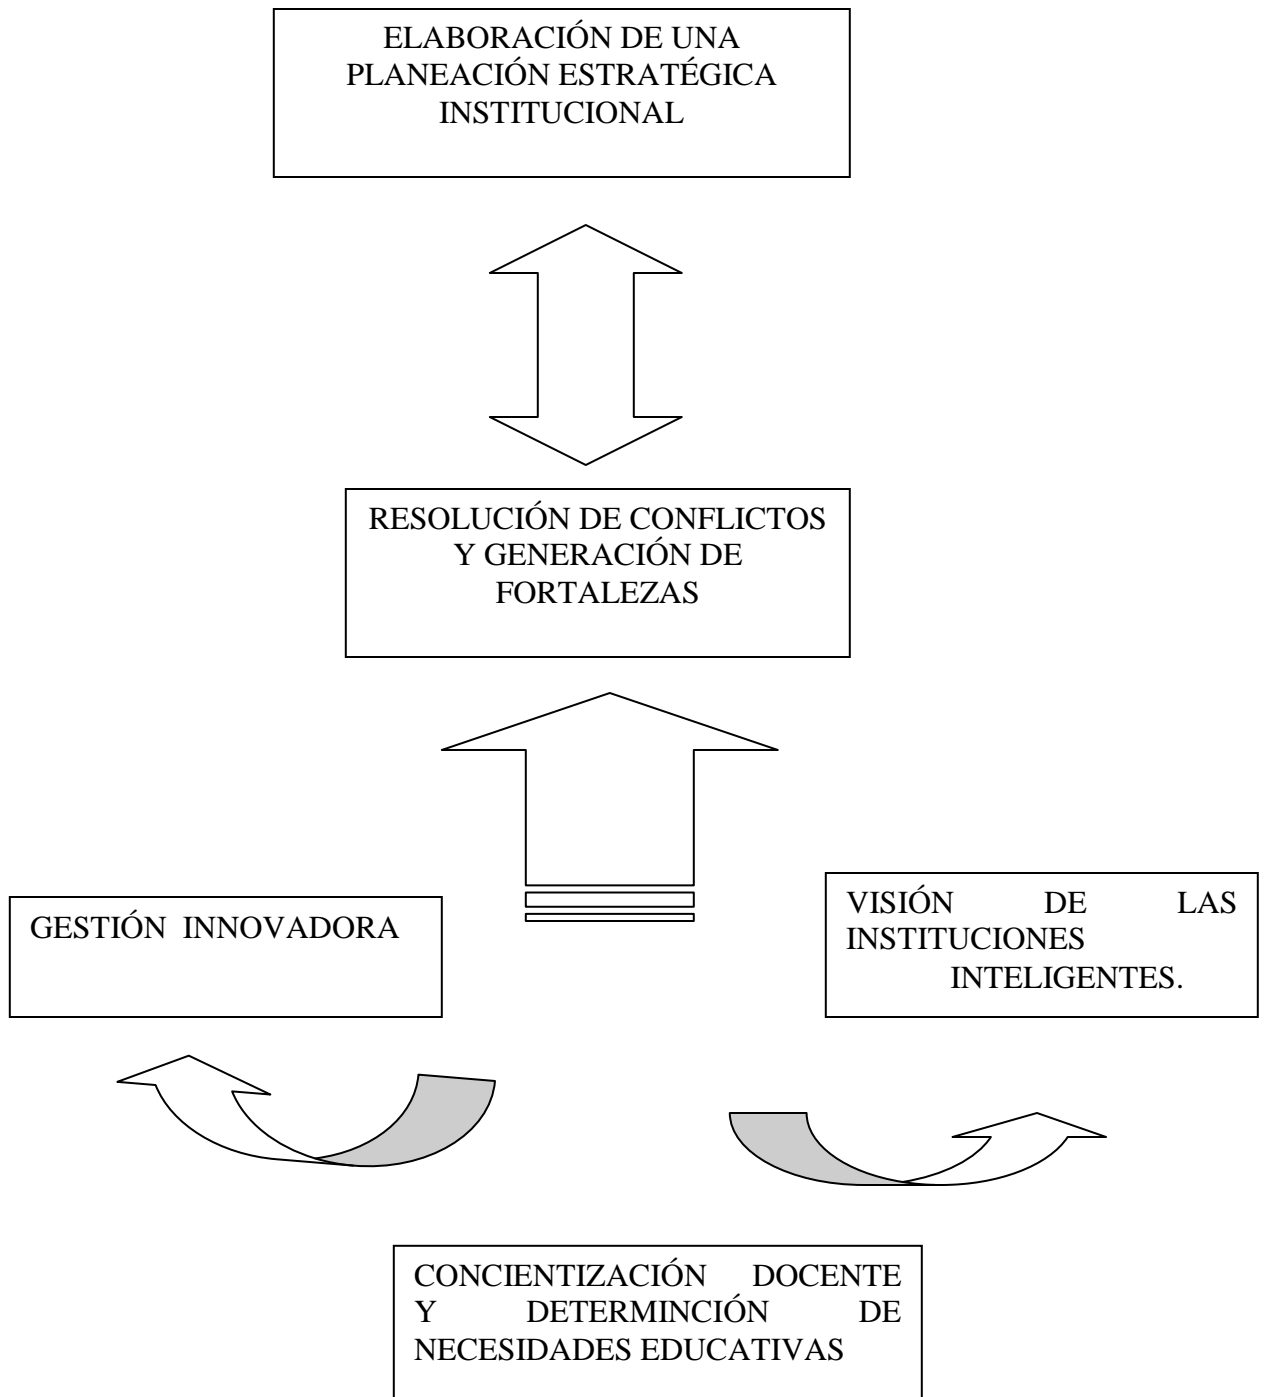 ELABORACIÓN DE UNA
PLANEACIÓN ESTRATÉGICA
INSTITUCIONAL
RESOLUCIÓN DE CONFLICTOS
Y GENERACIÓN DE
FORTALEZAS
GESTIÓN INNOVADORA
VISIÓN DE LAS
INSTITUCIONES
INTELIGENTES.
CONCIENTIZACIÓN DOCENTE
Y DETERMINCIÓN DE
NECESIDADES EDUCATIVAS